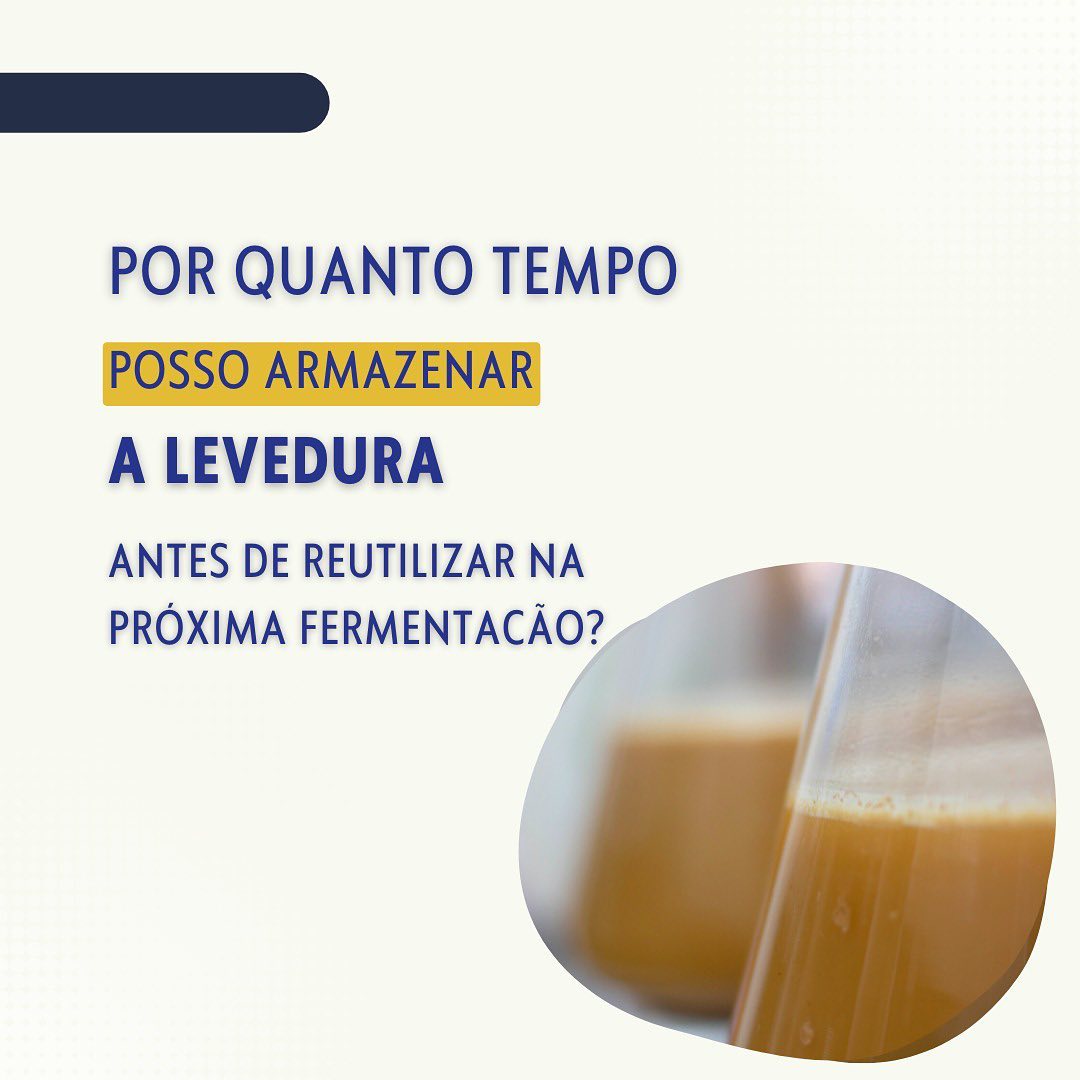 POR QUANTO TEMPO
POSSO ARMAZENAR
A LEVEDURA
ANTES DE REUTILIZAR NA
PRÓXIMA FERMENTACÃO?